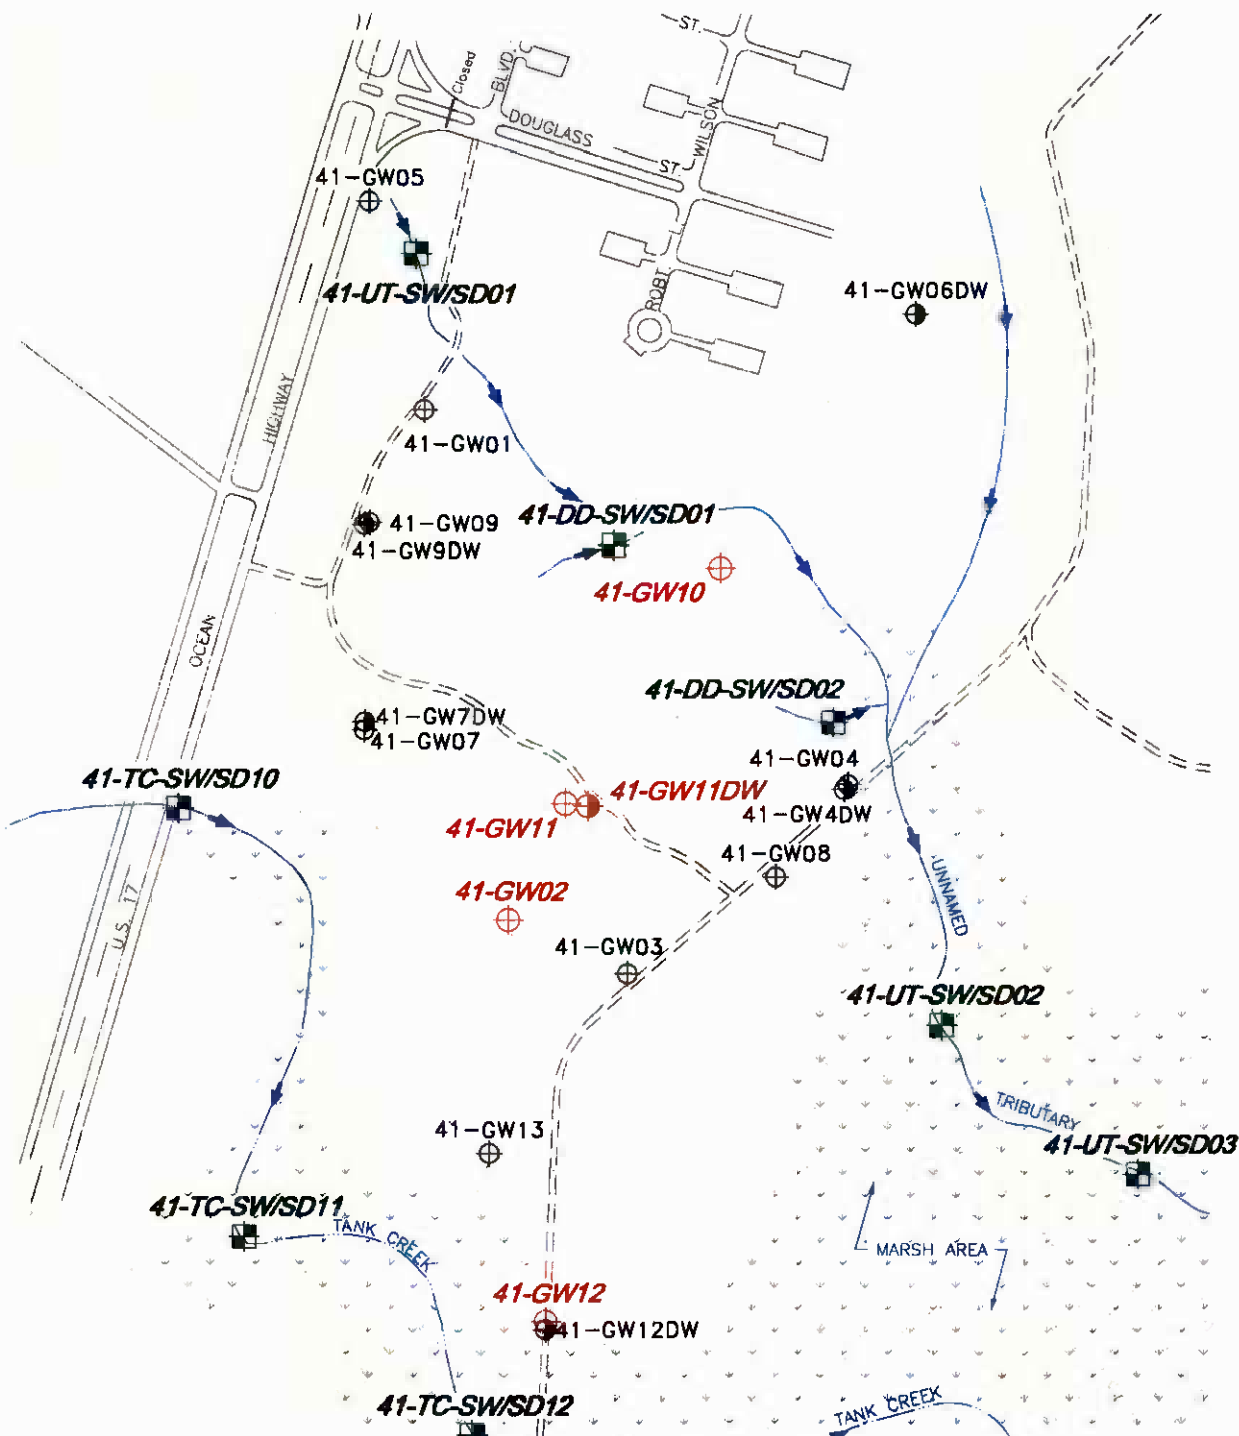 ST.
Closed
BLVD.
DOUGLASS
ST.
WILSON
41-GW05
41-UT-SW/SD01
ROBT.
41-GW06DW
HIGHWAY
41-GW01
41-GW09
41-GW9DW
41-DD-SW/SD01
41-GW10
OCEAN
41-DD-SW/SD02
41-GW7DW
41-GW07
41-GW04
41-TC-SW/SD10
41-GW11DW
41-GW4DW
41-GW11
41-GW08
UNNAMED
41-GW02
U.S. 17
41-GW03
41-UT-SW/SD02
TRIBUTARY
41-GW13
41-UT-SW/SD03
41-TC-SW/SD11
TANK CREEK
MARSH AREA
41-GW12
41-GW12DW
41-TC-SW/SD12
TANK CREEK